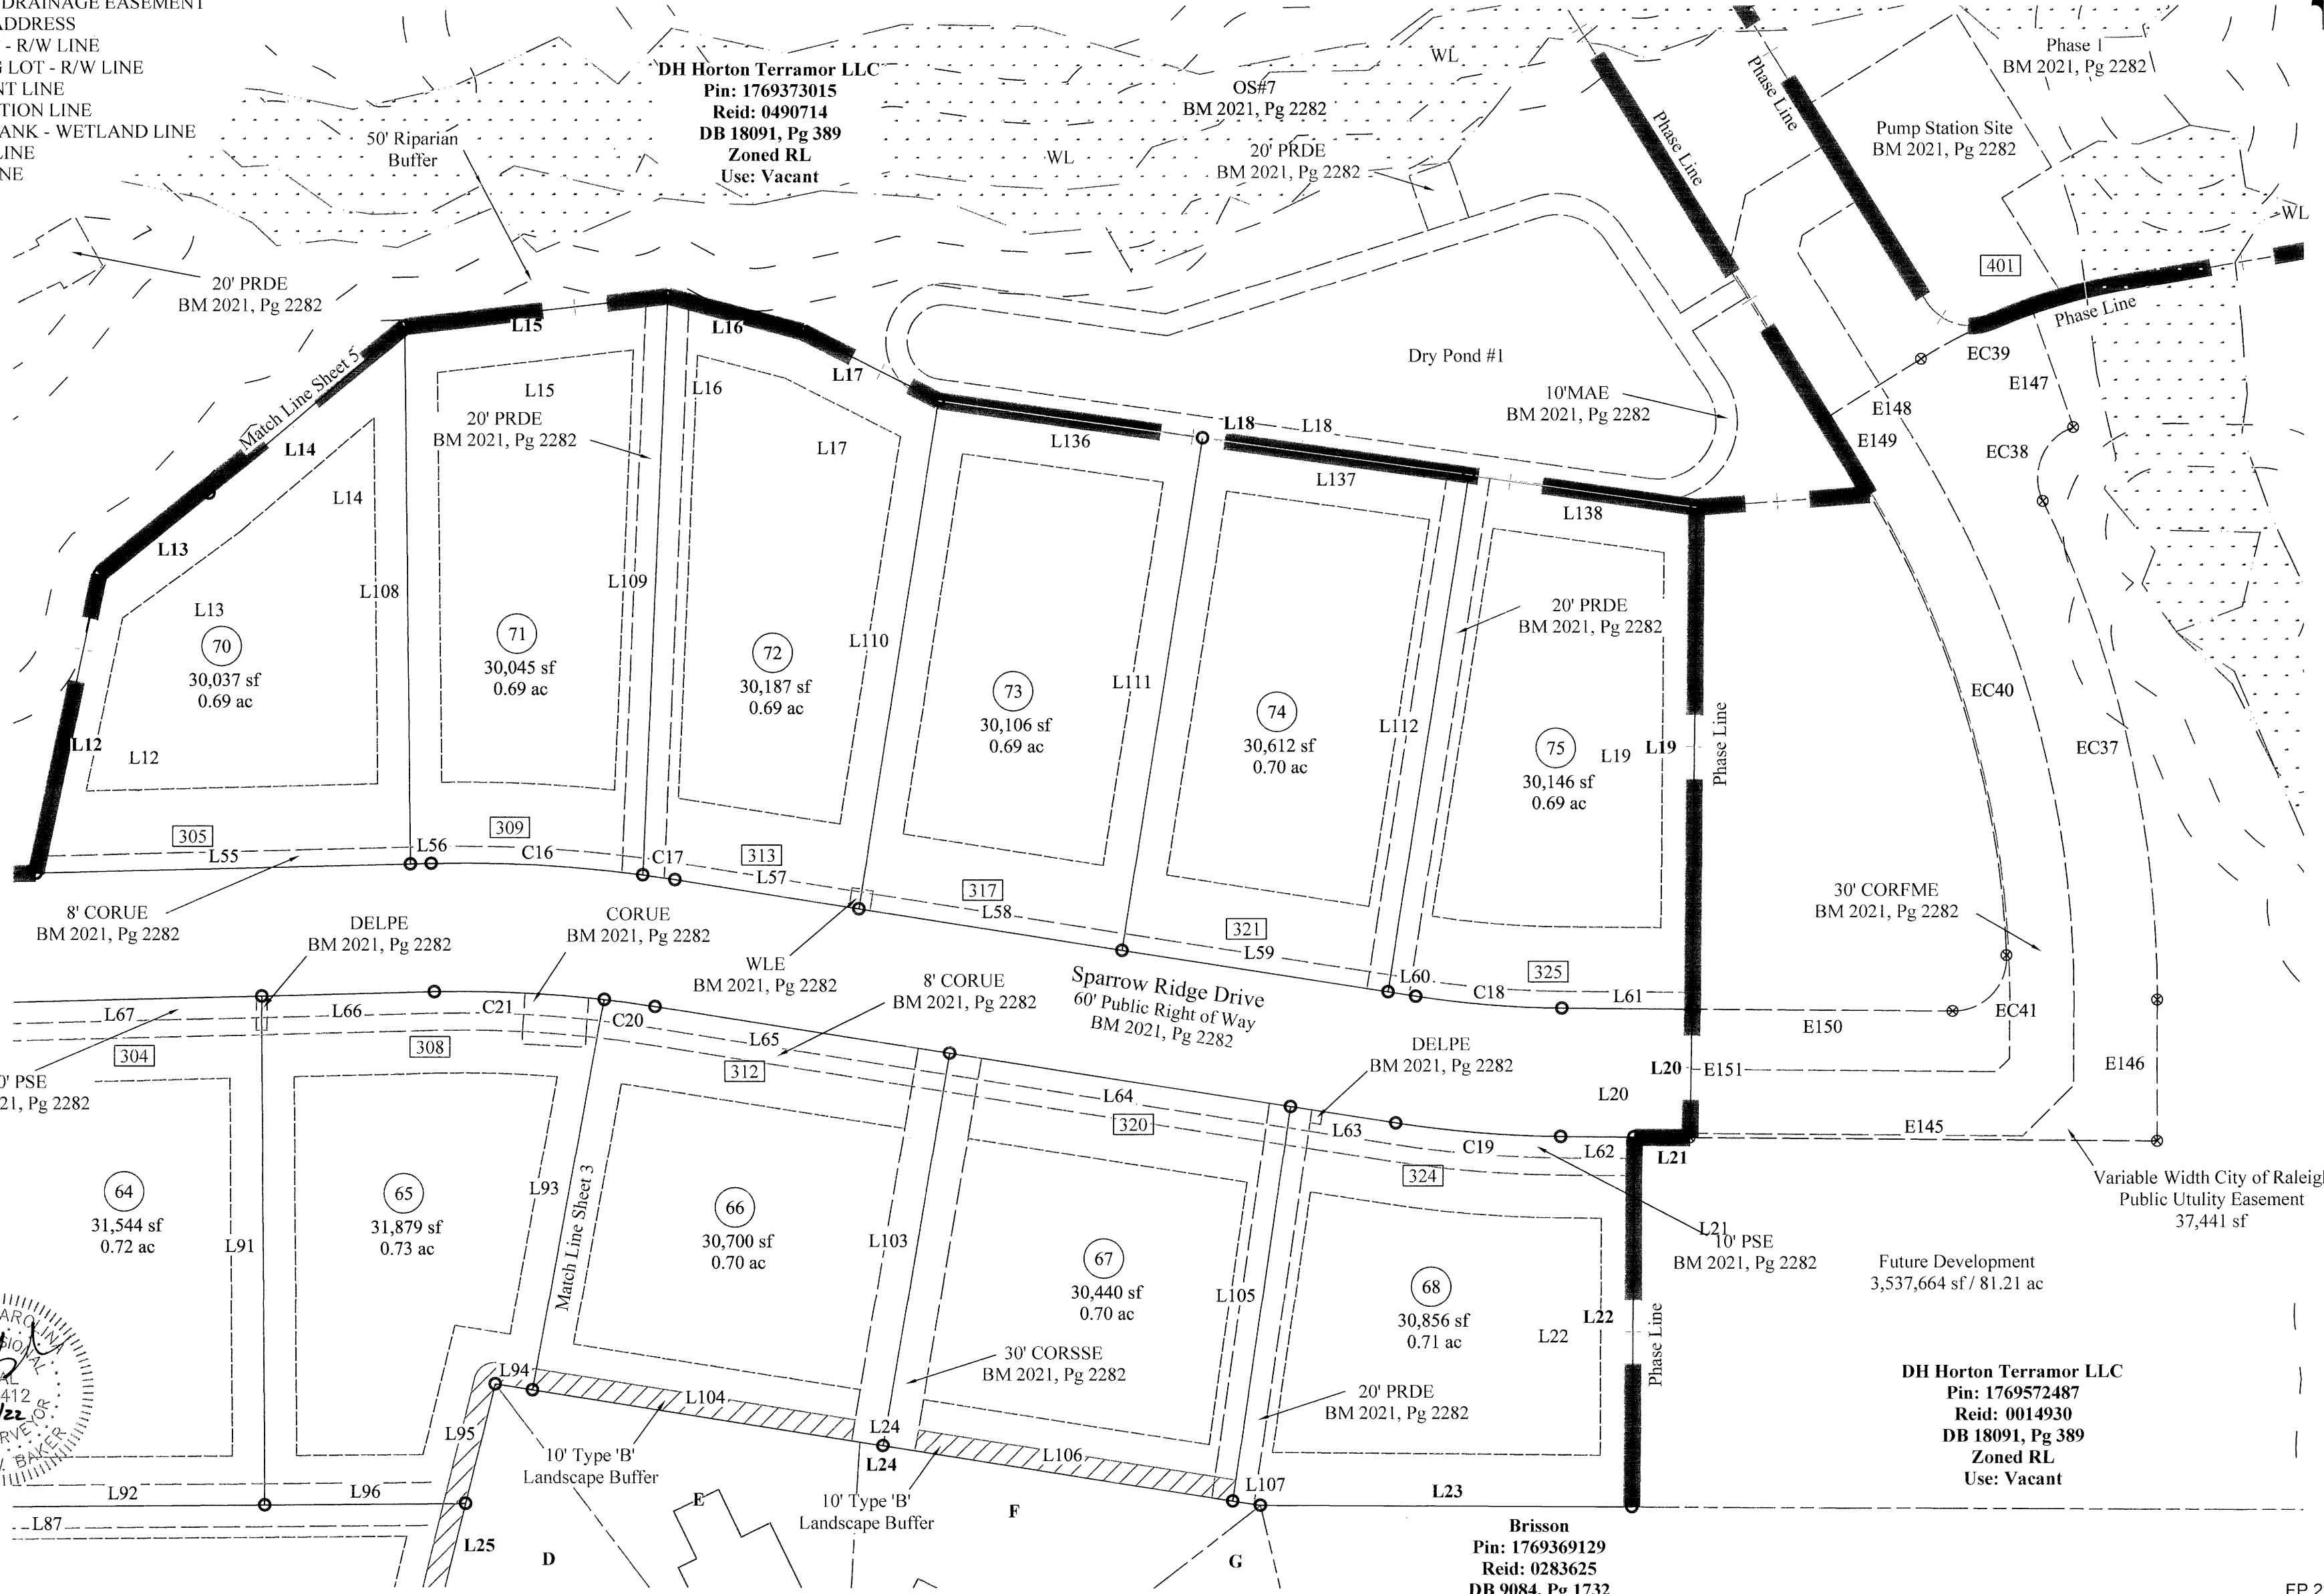 DRAINAGE EASEMENT
ADDRESS
- R/W LINE
LOT - R/W LINE
NT LINE
TION LINE
ANK - WETLAND LINE
LINE
NE
DH Horton Terramor LLC
Pin: 1769373015
Reid: 0490714
DB 18091, Pg 389
Zoned RL
Use: Vacant
50' Riparian
Buffer
OS#7
BM 2021, Pg 2282
WL
WL
20' PRDE
BM 2021, Pg 2282
Phase Line
Phase Line
Phase 1
BM 2021, Pg 2282
Pump Station Site
BM 2021, Pg 2282
WL
401
Phase Line
20' PRDE
BM 2021, Pg 2282
Match Line Sheet 5
L15
L16
L17
L15
L16
L17
20' PRDE
BM 2021, Pg 2282
Dry Pond #1
10'MAE
BM 2021, Pg 2282
L18
L18
L136
L137
L138
EC39
E147
E148
E149
EC38
L14
L14
L13
L13
L12
L12
L108
L109
L110
L111
L112
20' PRDE
BM 2021, Pg 2282
70
30,037 sf
0.69 ac
71
30,045 sf
0.69 ac
72
30,187 sf
0.69 ac
73
30,106 sf
0.69 ac
74
30,612 sf
0.70 ac
75
30,146 sf
0.69 ac
L19
L19
Phase Line
EC40
EC37
305
L55
L56
309
C16
C17
313
L57
317
L58
321
L59
L60
325
C18
L61
8' CORUE
BM 2021, Pg 2282
DELPE
BM 2021, Pg 2282
CORUE
BM 2021, Pg 2282
WLE
BM 2021, Pg 2282
8' CORUE
BM 2021, Pg 2282
Sparrow Ridge Drive
60' Public Right of Way
BM 2021, Pg 2282
30' CORFME
BM 2021, Pg 2282
EC41
E150
L20
E151
L20
E146
E145
DELPE
BM 2021, Pg 2282
L67
L66
C21
C20
L65
L64
L63
C19
L62
L21
304
308
312
320
324
0' PSE
21, Pg 2282
Variable Width City of Raleig
Public Utulity Easement
37,441 sf
L21
10' PSE
BM 2021, Pg 2282
Future Development
3,537,664 sf / 81.21 ac
64
31,544 sf
0.72 ac
L91
65
31,879 sf
0.73 ac
L93
Match Line Sheet 3
66
30,700 sf
0.70 ac
L103
67
30,440 sf
0.70 ac
L105
68
30,856 sf
0.71 ac
L22
L22
Phase Line
30' CORSSE
BM 2021, Pg 2282
20' PRDE
BM 2021, Pg 2282
DH Horton Terramor LLC
Pin: 1769572487
Reid: 0014930
DB 18091, Pg 389
Zoned RL
Use: Vacant
AROLINA
SIONAL
AL
412
/22
RVEYOR
BAKER
L94
L95
L104
L24
L24
L106
L107
L23
10' Type 'B'
Landscape Buffer
10' Type 'B'
Landscape Buffer
L92
L96
L87
L25
D
E
F
G
Brisson
Pin: 1769369129
Reid: 0283625
DB 9084, Pg 1732